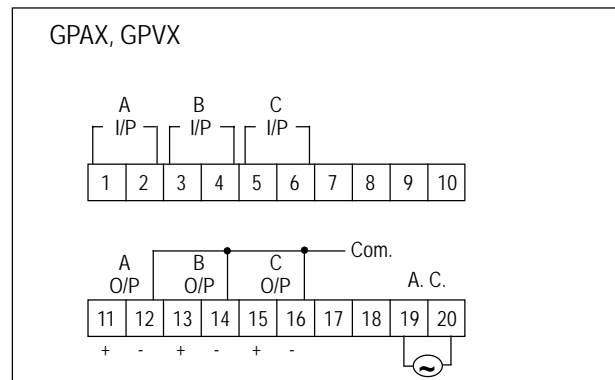 GPAX, GPVX
A B C
I/P I/P I/P
1 2 3 4 5 6 7 8 9 10
Com.
A B C
O/P O/P O/P A. C.
11 12 13 14 15 16 17 18 19 20
+ - + - + -
~